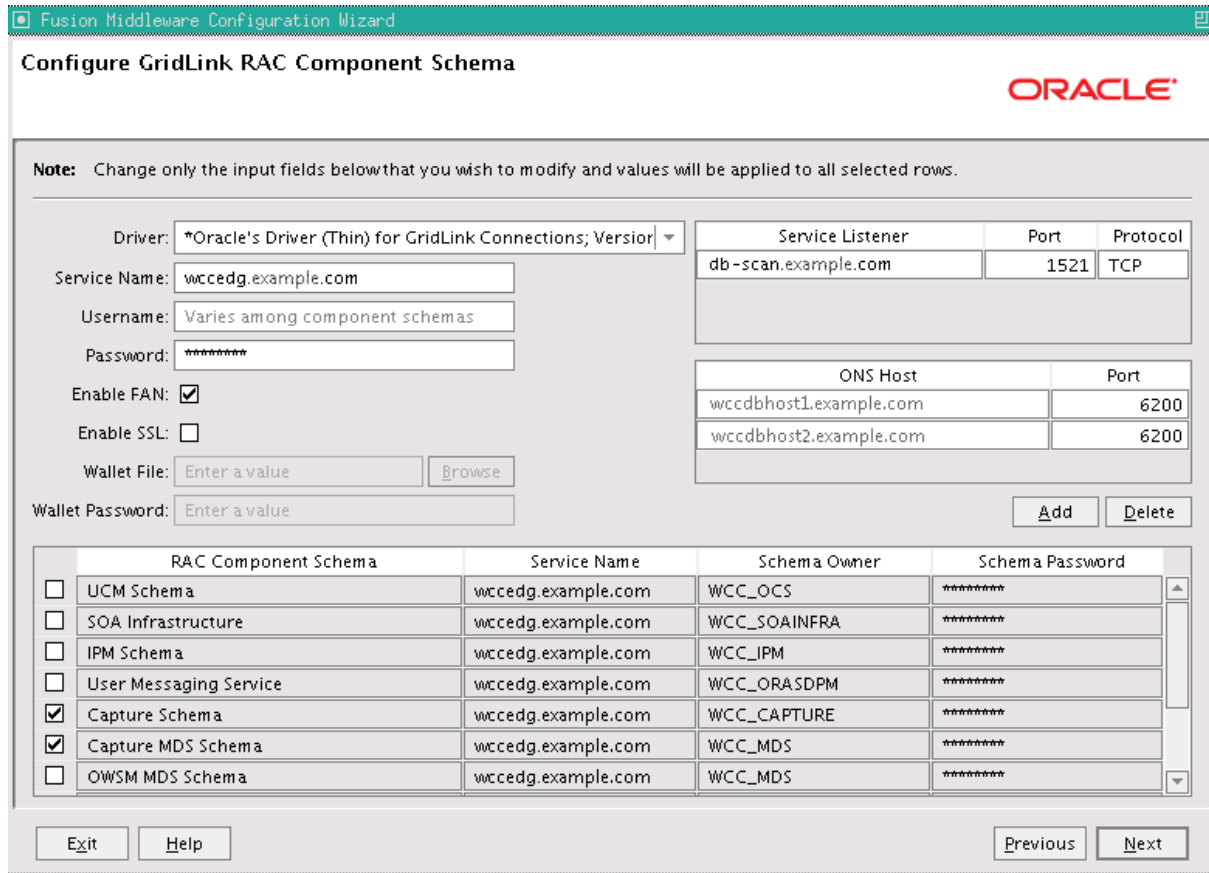 Fusion Middleware Configuration Wizard
Configure GridLink RAC Component Schema
ORACLE
Note: Change only the input fields below that you wish to modify and values will be applied to all selected rows.
Driver: *Oracle's Driver (Thin) for GridLink Connections; Version
Service Name: wccedg.example.com
Username: Varies among component schemas
Password: ********
Enable FAN:
Enable SSL:
Wallet File: Enter a value Browse
Wallet Password: Enter a value
Service Listener Port Protocol
db-scan.example.com 1521 TCP
ONS Host Port
wccdbhost1.example.com 6200
wccdbhost2.example.com 6200
Add Delete
RAC Component Schema Service Name Schema Owner Schema Password
UCM Schema wccedg.example.com WCC_OCS ********
SOA Infrastructure wccedg.example.com WCC_SOAINFRA ********
IPM Schema wccedg.example.com WCC_IPM ********
User Messaging Service wccedg.example.com WCC_ORASDPM ********
Capture Schema wccedg.example.com WCC_CAPTURE ********
Capture MDS Schema wccedg.example.com WCC_MDS ********
OWSM MDS Schema wccedg.example.com WCC_MDS ********
Exit Help Previous Next